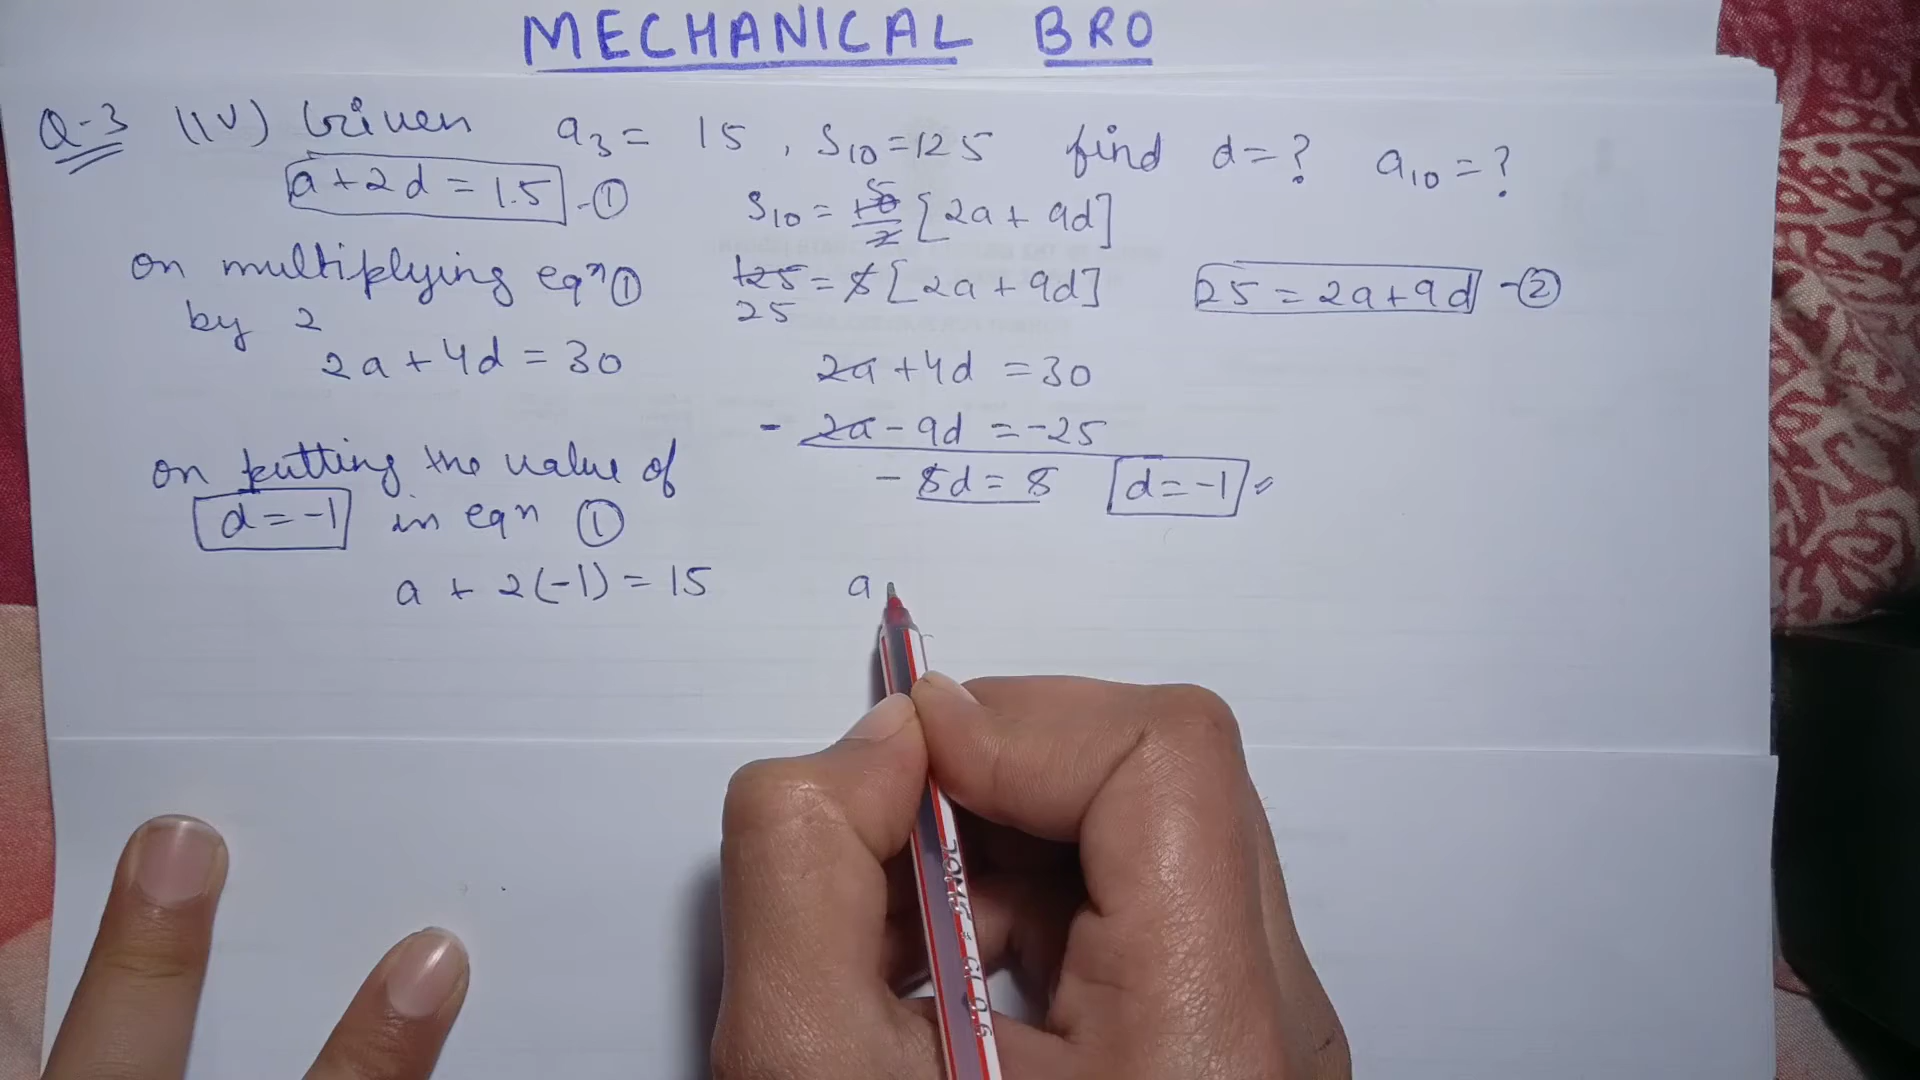 MECHANICAL BRO
Q-3 (IV) Given a3 = 15, S10 = 125 find d = ? a10 = ?
a + 2d = 15 - ①
S10 = 10/2 5 [2a + 9d]
on multiplying eqn ①
by 2
125 = 5 [2a + 9d]
25
25 = 2a + 9d - ②
2a + 4d = 30
2a + 4d = 30
- 2a - 9d = -25
- 5d = 5
d = -1
on putting the value of
d = -1 in eqn ①
a + 2(-1) = 15
a